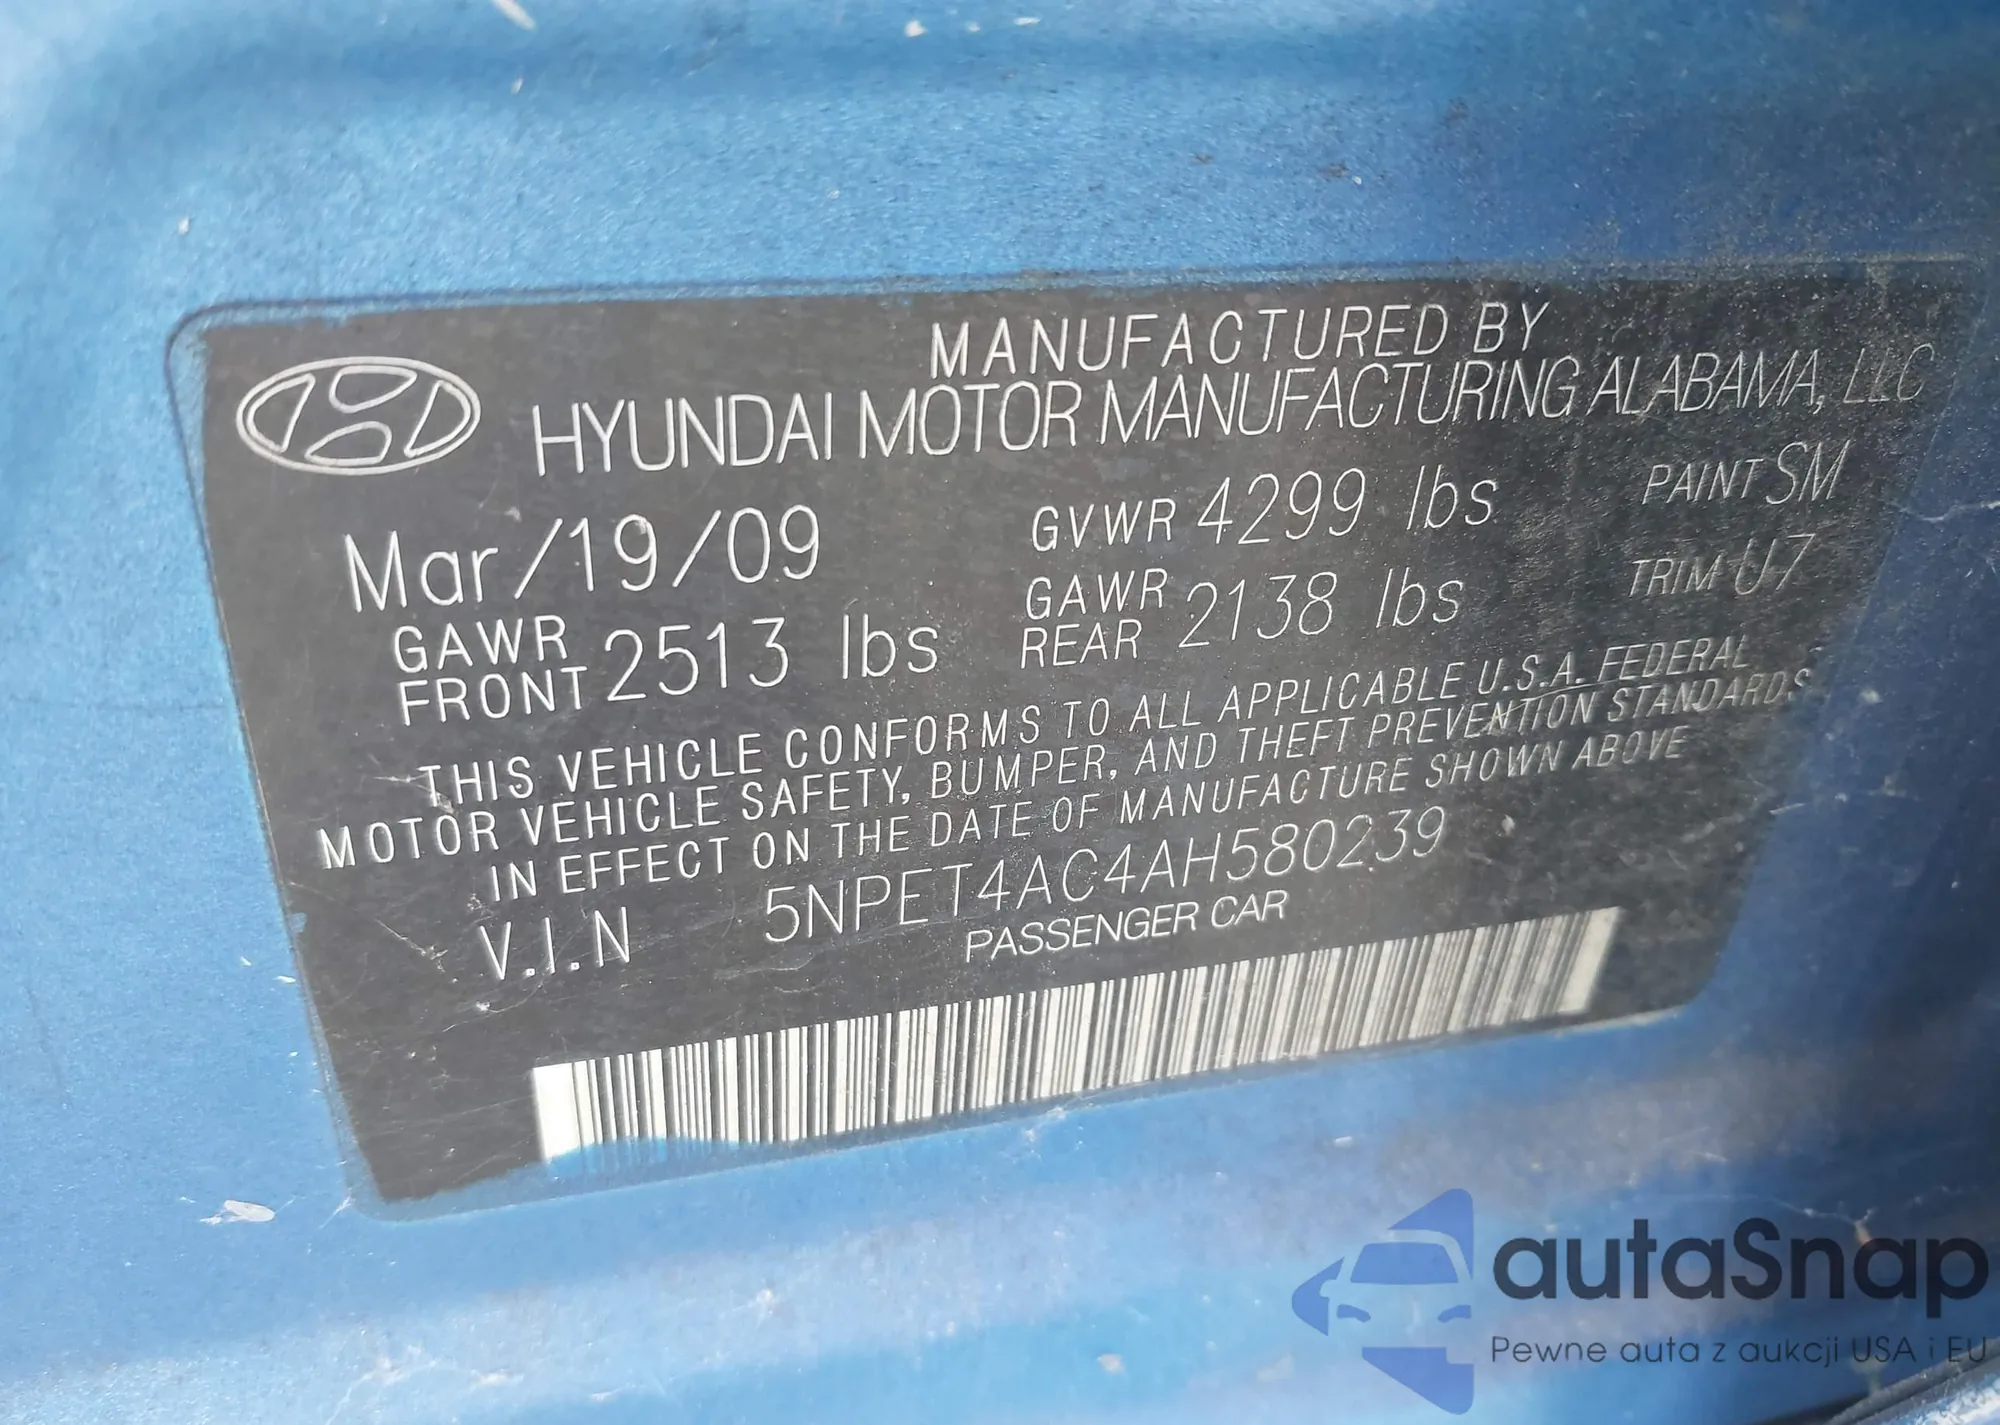 MANUFACTURED BY
HYUNDAI MOTOR MANUFACTURING ALABAMA, LLC
Mar/19/09 GVWR 4299 lbs PAINT SM
GAWR FRONT 2513 lbs GAWR REAR 2138 lbs TRIM U7
THIS VEHICLE CONFORMS TO ALL APPLICABLE U.S.A. FEDERAL
MOTOR VEHICLE SAFETY, BUMPER, AND THEFT PREVENTION STANDARDS
IN EFFECT ON THE DATE OF MANUFACTURE SHOWN ABOVE
V.I.N 5NPET4AC4AH580239
PASSENGER CAR
autaSnap
Pewne auta z aukcji USA i EU